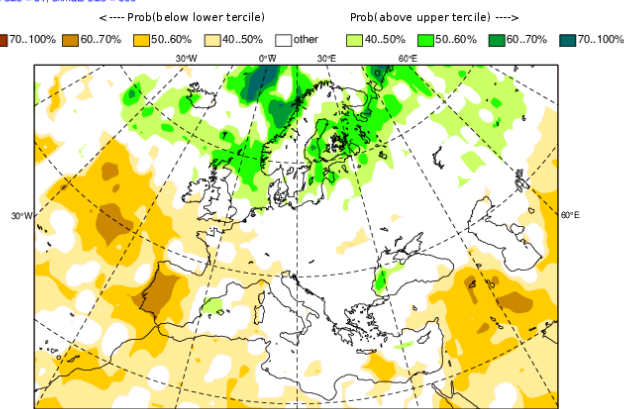 <---- Prob(below lower tercile) Prob(above upper tercile) ---->
70..100% 60..70% 50..60% 40..50% other 40..50% 50..60% 60..70% 70..100%
30°W 0°W 30°E 60°E
30°W 60°E